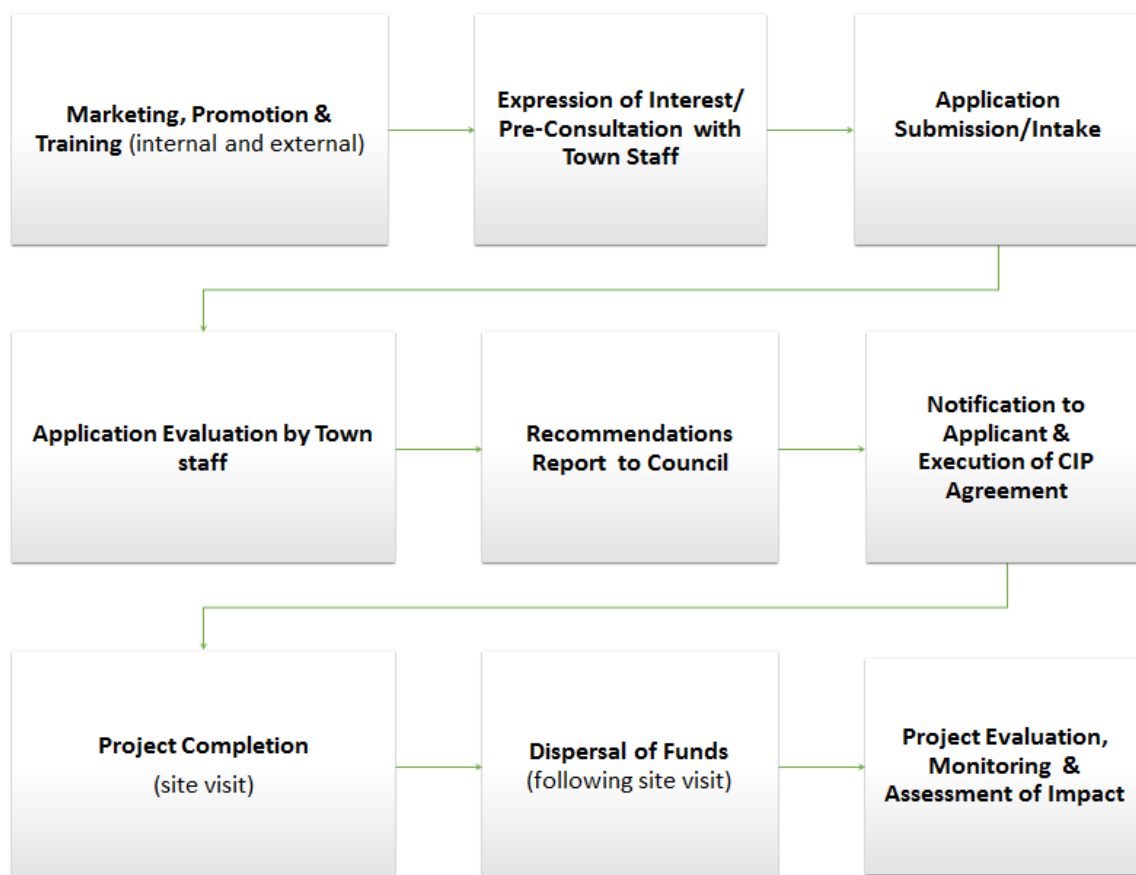 Marketing, Promotion &
Training (internal and external)
Expression of Interest/
Pre-Consultation with
Town Staff
Application
Submission/Intake
Application Evaluation by Town
staff
Recommendations
Report to Council
Notification to
Applicant &
Execution of CIP
Agreement
Project Completion
(site visit)
Dispersal of Funds
(following site visit)
Project Evaluation,
Monitoring &
Assessment of Impact